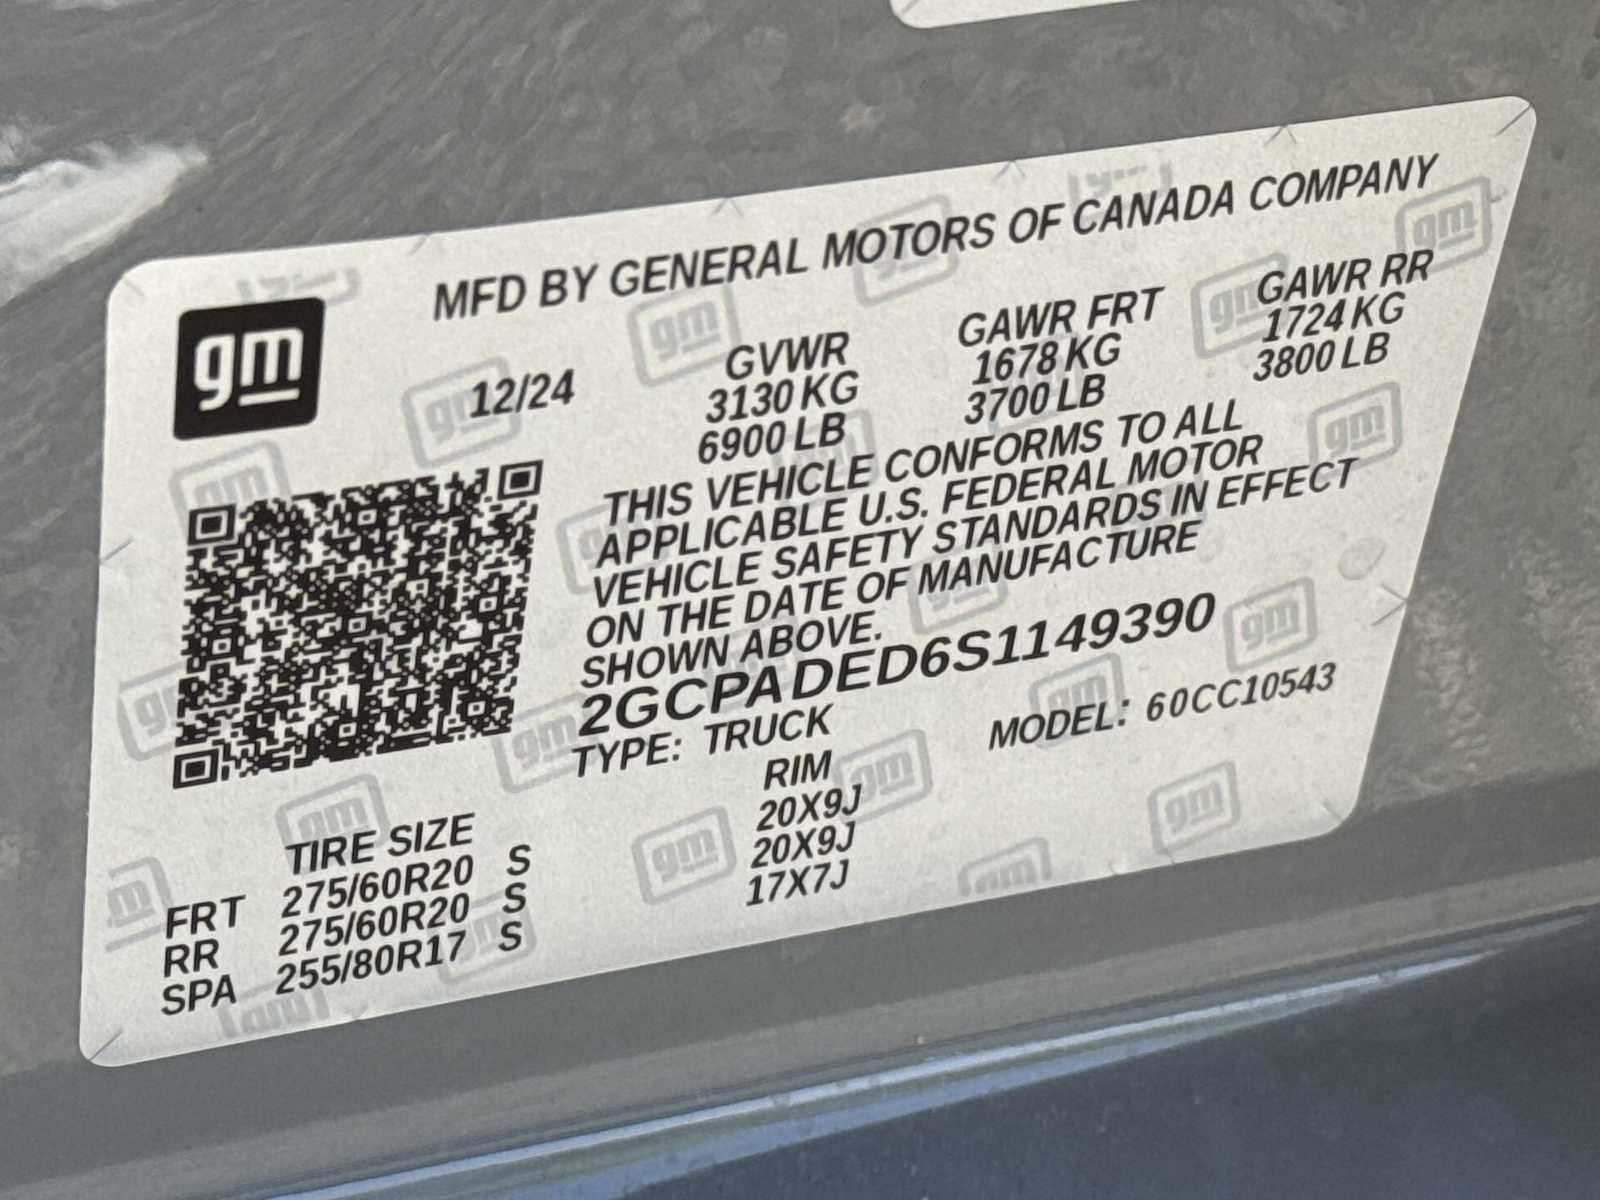 MFD BY GENERAL MOTORS OF CANADA COMPANY
gm
12/24
GVWR GAWR FRT GAWR RR
3130 KG 1678 KG 1724 KG
6900 LB 3700 LB 3800 LB
THIS VEHICLE CONFORMS TO ALL
APPLICABLE U.S. FEDERAL MOTOR
VEHICLE SAFETY STANDARDS IN EFFECT
ON THE DATE OF MANUFACTURE
SHOWN ABOVE.
2GCPADED6S1149390
TYPE: TRUCK MODEL: 60CC10543
TIRE SIZE RIM
FRT 275/60R20 S 20X9J
RR 275/60R20 S 20X9J
SPA 255/80R17 S 17X7J